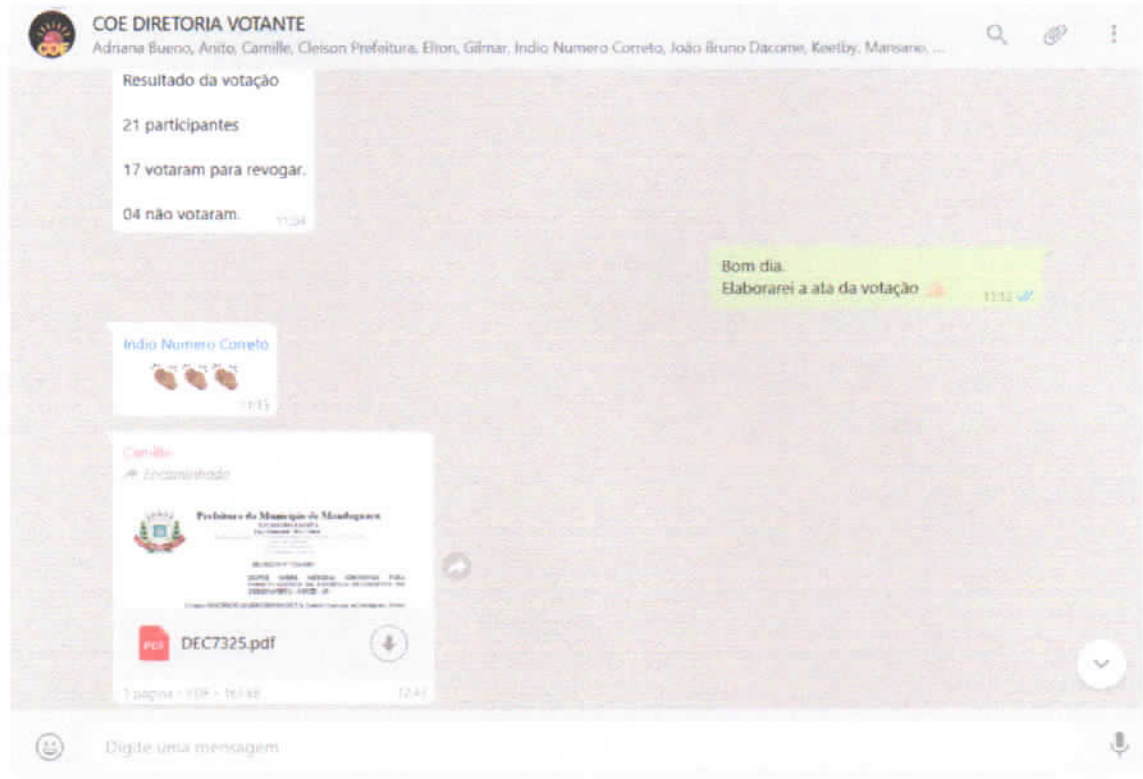 COE DIRETORIA VOTANTE
Adriana Bueno, Anito, Camille, Cleison Prefeitura, Elton, Gilmar, Indio Numero Correto, João Bruno Dacome, Keetby, Mansano, ...
Resultado da votação
21 participantes
17 votaram para revogar.
04 não votaram.
11:04
Bom dia.
Elaborarei a ata da votação
11:12
Indio Numero Correto
11:15
Camille
Encaminhado
Prefeitura do Município de Mandaguari
PDF
DEC7325.pdf
1 página • PDF •
12:43
Digite uma mensagem